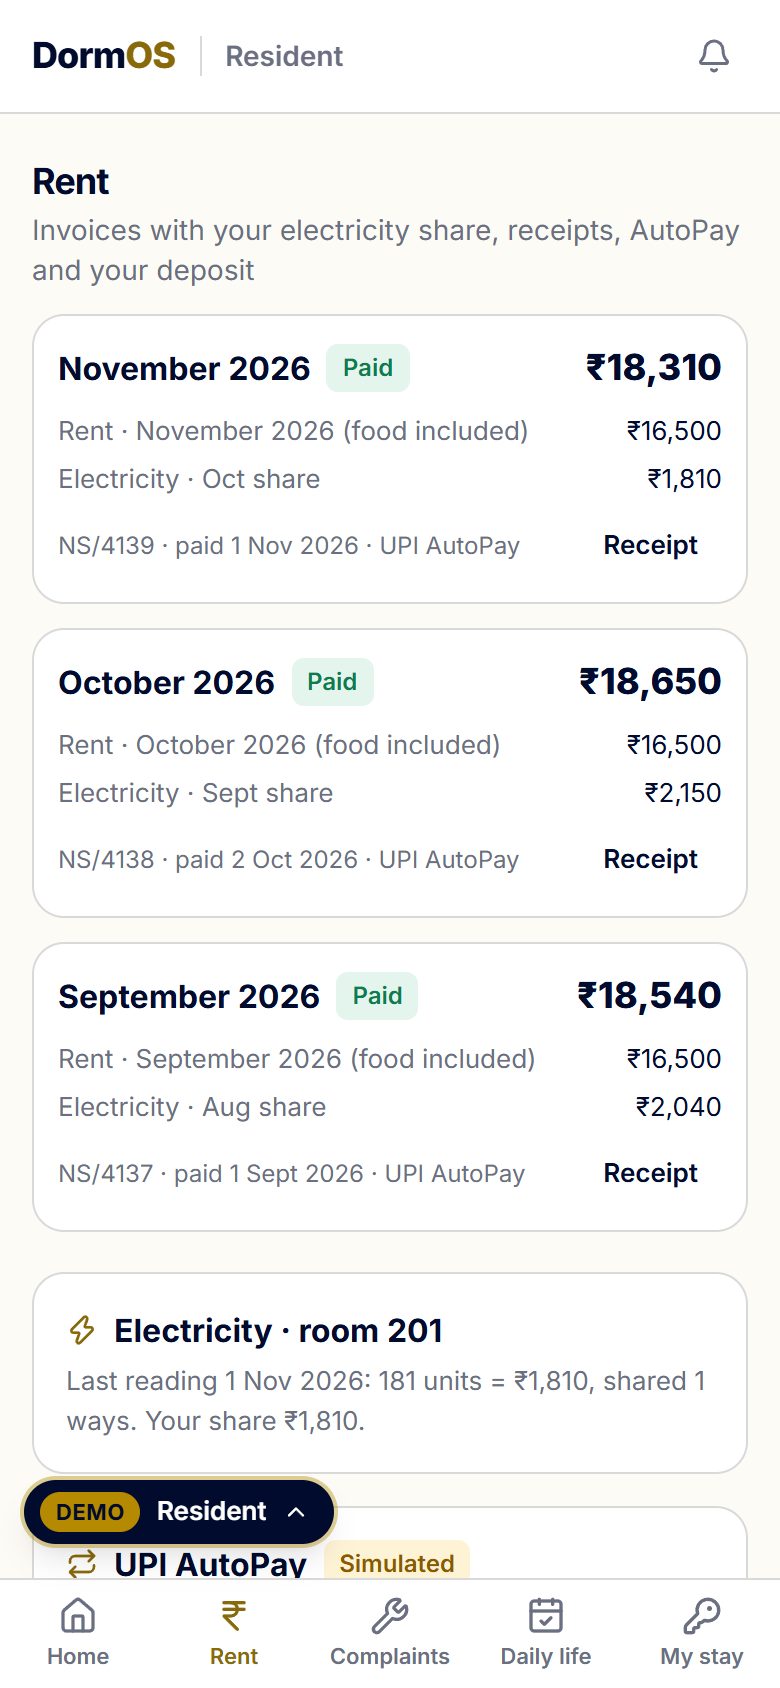 DormOS Resident
Rent
Invoices with your electricity share, receipts, AutoPay
and your deposit
November 2026 Paid ₹18,310
Rent · November 2026 (food included) ₹16,500
Electricity · Oct share ₹1,810
NS/4139 · paid 1 Nov 2026 · UPI AutoPay Receipt
October 2026 Paid ₹18,650
Rent · October 2026 (food included) ₹16,500
Electricity · Sept share ₹2,150
NS/4138 · paid 2 Oct 2026 · UPI AutoPay Receipt
September 2026 Paid ₹18,540
Rent · September 2026 (food included) ₹16,500
Electricity · Aug share ₹2,040
NS/4137 · paid 1 Sept 2026 · UPI AutoPay Receipt
Electricity · room 201
Last reading 1 Nov 2026: 181 units = ₹1,810, shared 1
ways. Your share ₹1,810.
DEMO Resident
UPI AutoPay Simulated
Home Rent Complaints Daily life My stay